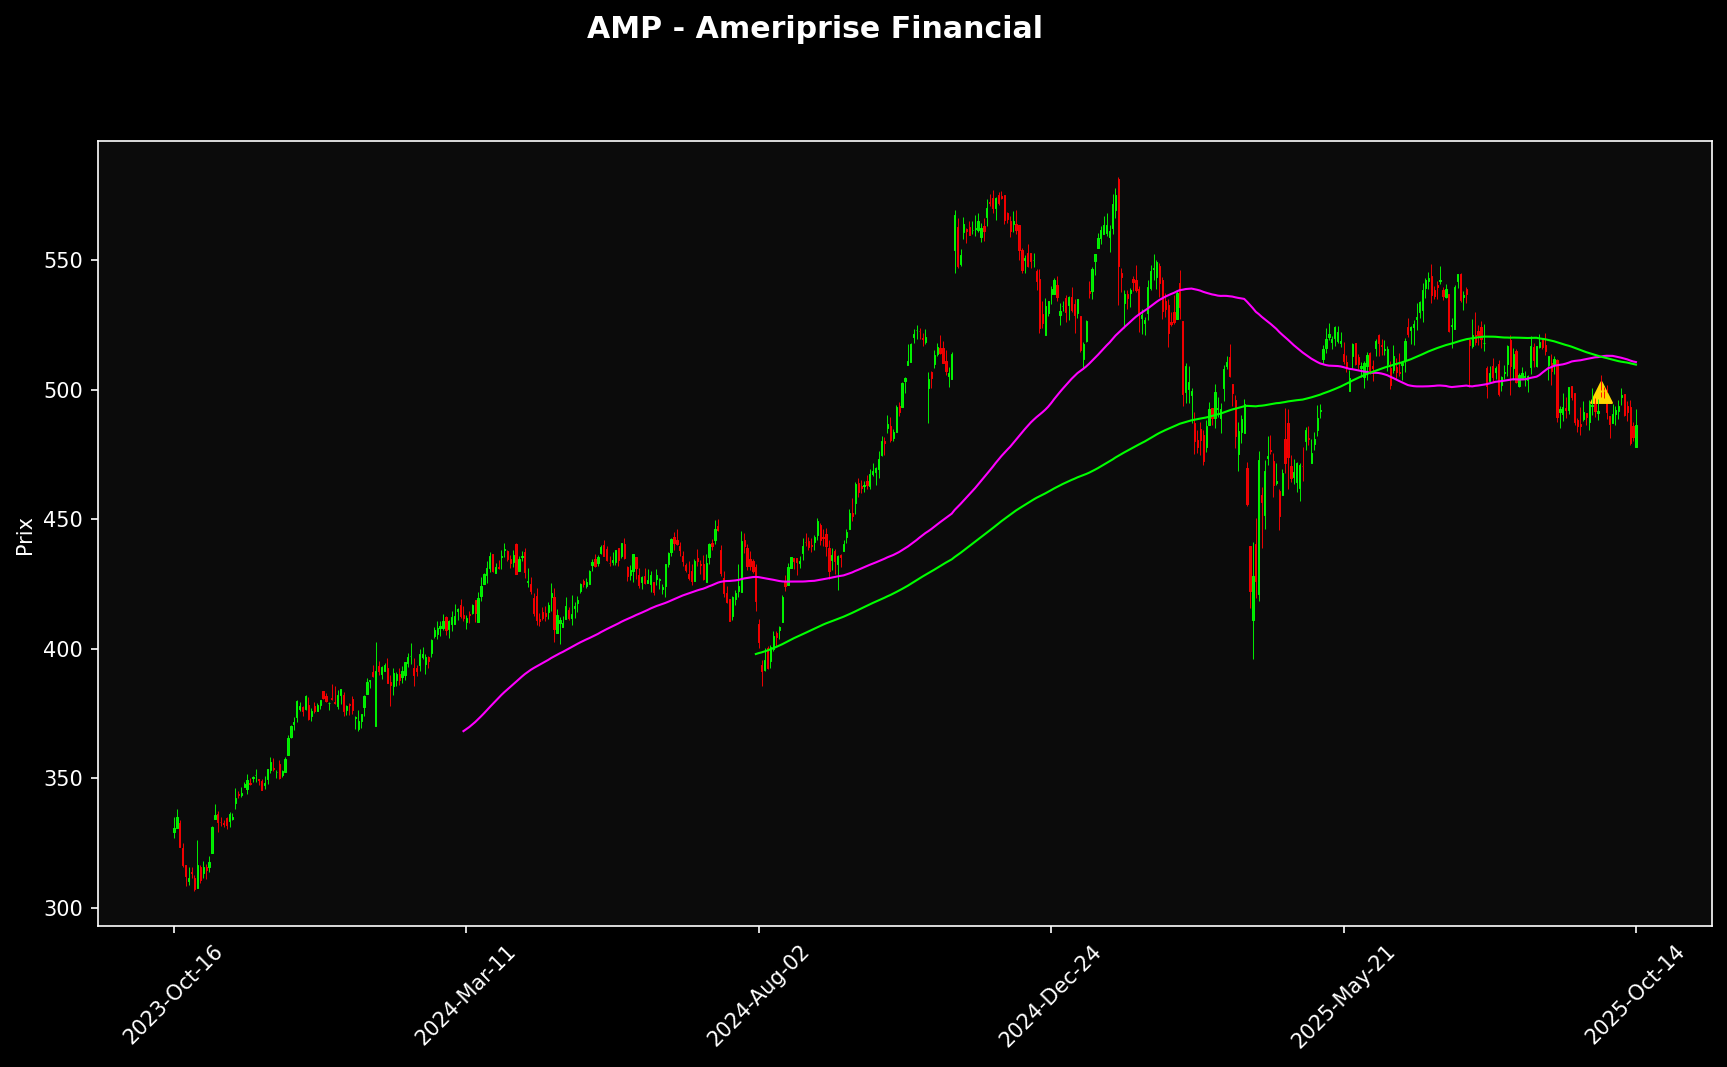 AMP - Ameriprise Financial
Prix
550
500
450
400
350
300
2023-Oct-16
2024-Mar-11
2024-Aug-02
2024-Dec-24
2025-May-21
2025-Oct-14